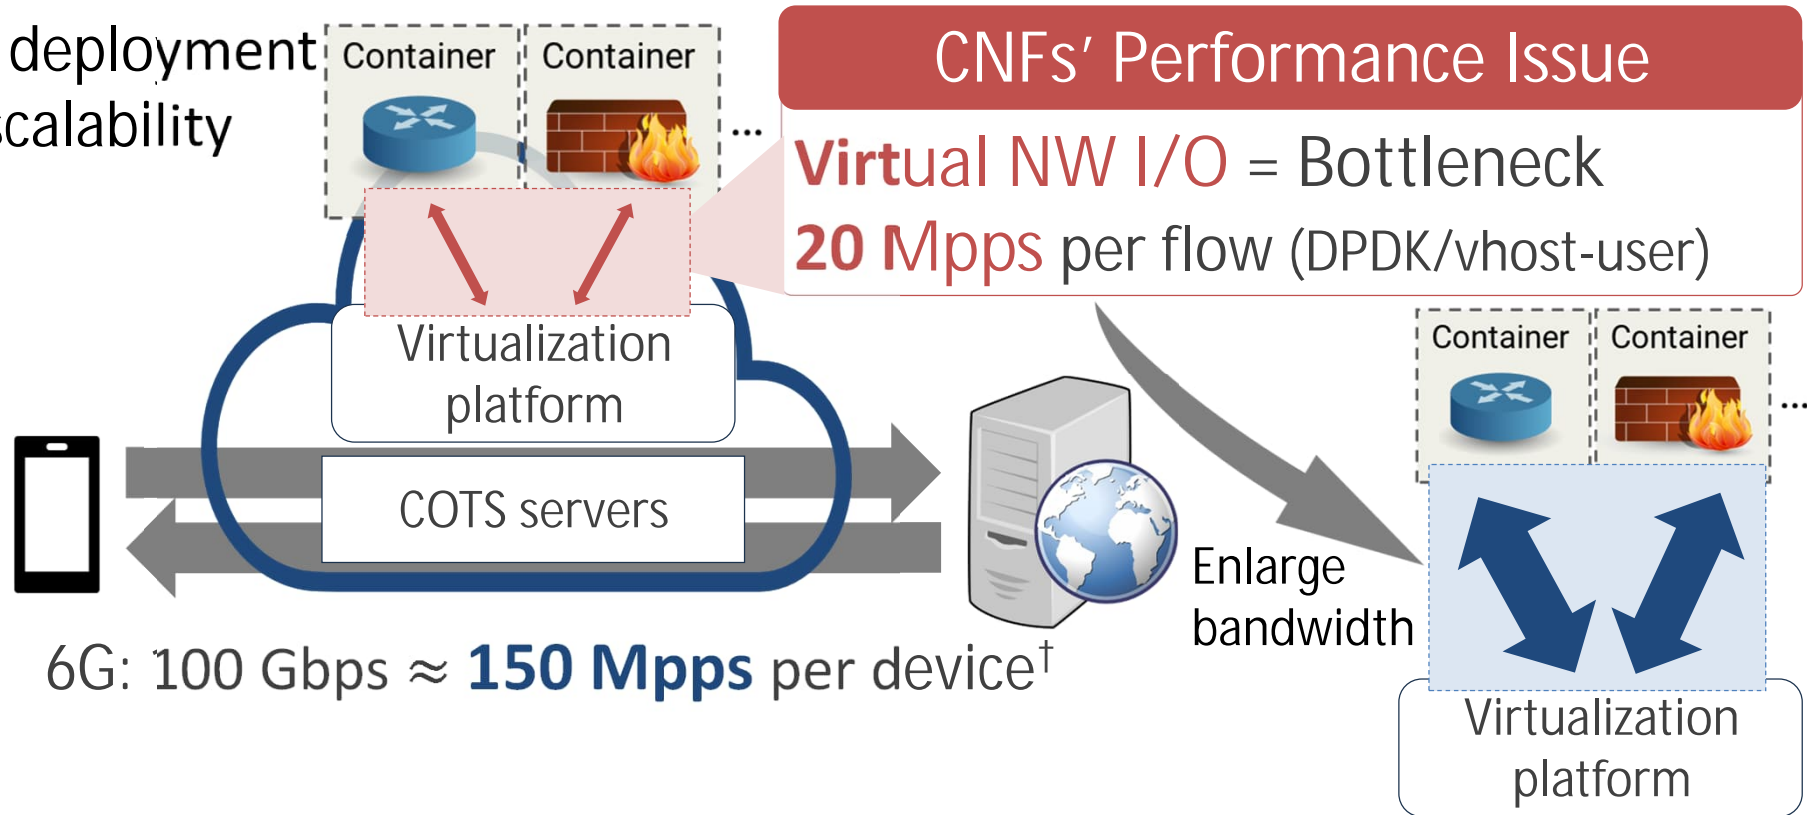 deployment
scalability
Container
Container
...
CNFs' Performance Issue
Virtual NW I/O = Bottleneck
20 Mpps per flow (DPDK/vhost-user)
Virtualization
platform
COTS servers
6G: 100 Gbps ≈ 150 Mpps per device†
Enlarge
bandwidth
Container
Container
...
Virtualization
platform